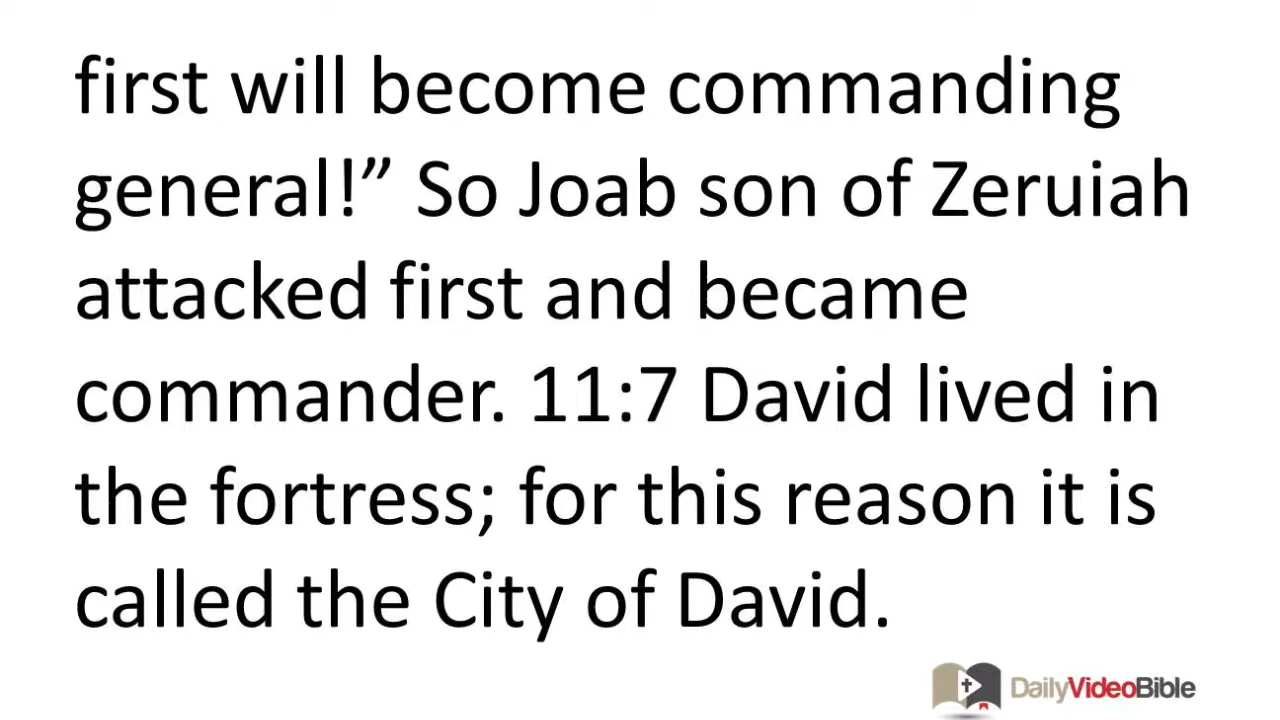 first will become commanding
general!” So Joab son of Zeruiah
attacked first and became
commander. 11:7 David lived in
the fortress; for this reason it is
called the City of David.
DailyVideoBible